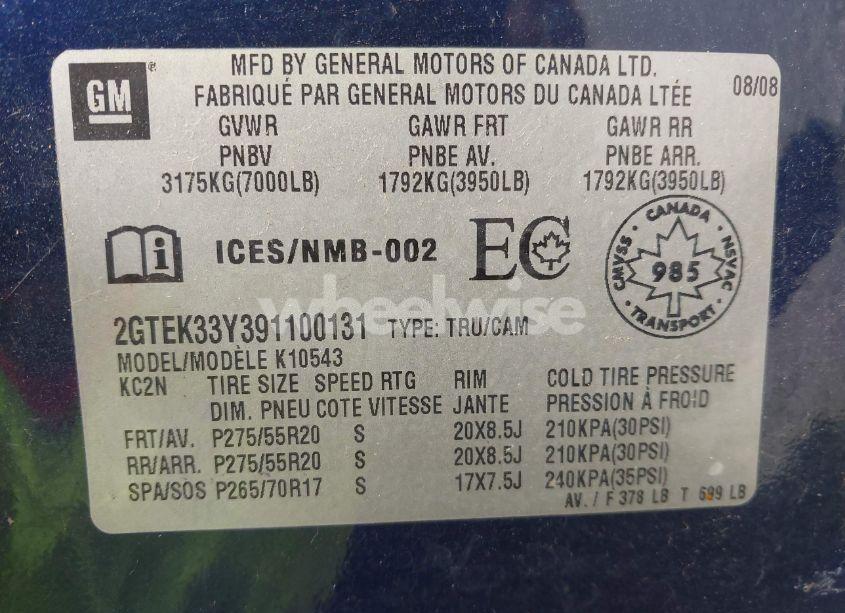 GM
MFD BY GENERAL MOTORS OF CANADA LTD.
FABRIQUÉ PAR GENERAL MOTORS DU CANADA LTÉE
08/08
GVWR GAWR FRT GAWR RR
PNBV PNBE AV. PNBE ARR.
3175KG(7000LB) 1792KG(3950LB) 1792KG(3950LB)
ICES/NMB-002 EC
CANADA
CMVSS 985 NSVAC
TRANSPORT
wheelwise
2GTEK33Y391100131 TYPE: TRU/CAM
MODEL/MODÈLE K10543
KC2N TIRE SIZE SPEED RTG RIM COLD TIRE PRESSURE
DIM. PNEU COTE VITESSE JANTE PRESSION À FROID
FRT/AV. P275/55R20 S 20X8.5J 210KPA(30PSI)
RR/ARR. P275/55R20 S 20X8.5J 210KPA(30PSI)
SPA/SOS P265/70R17 S 17X7.5J 240KPA(35PSI)
AV. / F 378 LB T 699 LB